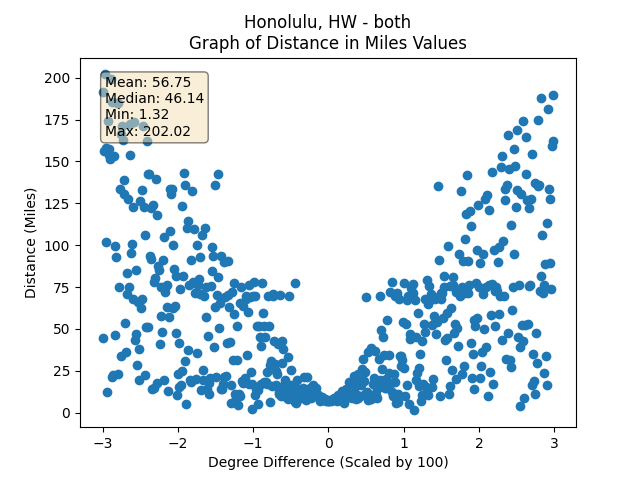 Honolulu, HW - both
Graph of Distance in Miles Values
Mean: 56.75
Median: 46.14
Min: 1.32
Max: 202.02
Distance (Miles)
200
175
150
125
100
75
50
25
0
−3 −2 −1 0 1 2 3
Degree Difference (Scaled by 100)